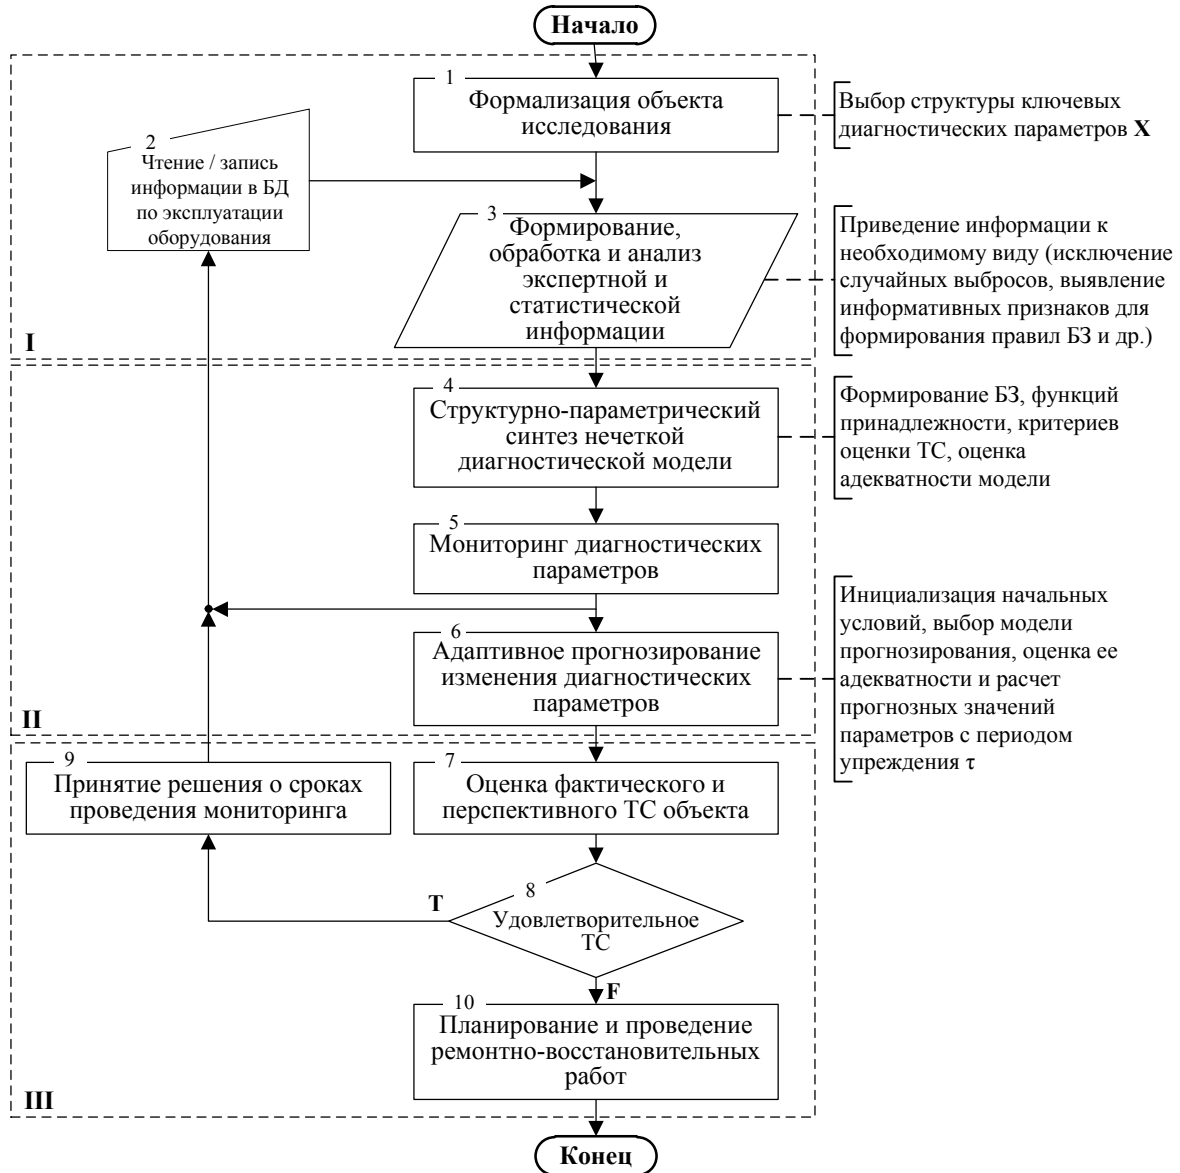 Начало
1
Формализация объекта
исследования
Выбор структуры ключевых
диагностических параметров X
2
Чтение / запись
информации в БД
по эксплуатации
оборудования
3
Формирование,
обработка и анализ
экспертной и
статистической
информации
Приведение информации к
необходимому виду (исключение
случайных выбросов, выявление
информативных признаков для
формирования правил БЗ и др.)
I
4
Структурно-параметрический
синтез нечеткой
диагностической модели
Формирование БЗ, функций
принадлежности, критериев
оценки ТС, оценка
адекватности модели
5
Мониторинг диагностических
параметров
6
Адаптивное прогнозирование
изменения диагностических
параметров
Инициализация начальных
условий, выбор модели
прогнозирования, оценка ее
адекватности и расчет
прогнозных значений
параметров с периодом
упреждения τ
II
9
Принятие решения о сроках
проведения мониторинга
7
Оценка фактического и
перспективного ТС объекта
8
Удовлетворительное
ТС
T
F
10
Планирование и проведение
ремонтно-восстановительных
работ
III
Конец